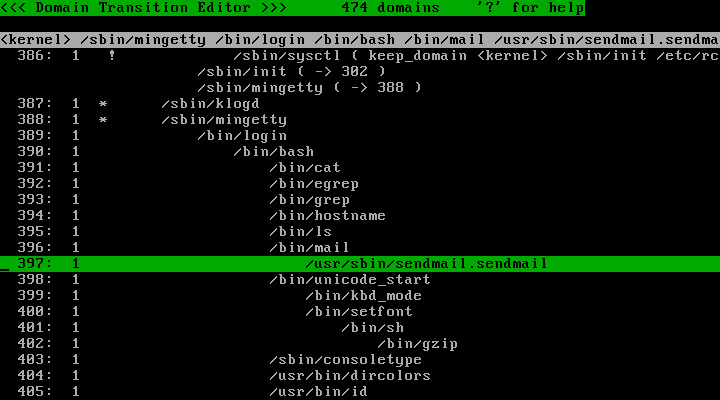 <<< Domain Transition Editor >>>      474 domains    '?' for help
<kernel> /sbin/mingetty /bin/login /bin/bash /bin/mail /usr/sbin/sendmail.sendma
386:  1   !             /sbin/sysctl ( keep_domain <kernel> /sbin/init /etc/rc
/sbin/init ( -> 302 )
/sbin/mingetty ( -> 388 )
387:  1  *      /sbin/klogd
388:  1  *      /sbin/mingetty
389:  1             /bin/login
390:  1                 /bin/bash
391:  1                     /bin/cat
392:  1                     /bin/egrep
393:  1                     /bin/grep
394:  1                     /bin/hostname
395:  1                     /bin/ls
396:  1                     /bin/mail
_ 397:  1                         /usr/sbin/sendmail.sendmail
398:  1                     /bin/unicode_start
399:  1                         /bin/kbd_mode
400:  1                         /bin/setfont
401:  1                             /bin/sh
402:  1                                 /bin/gzip
403:  1                     /sbin/consoletype
404:  1                     /usr/bin/dircolors
405:  1                     /usr/bin/id